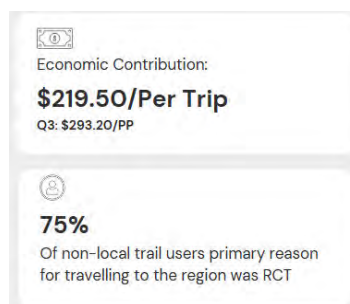 Economic Contribution:
$219.50/Per Trip
Q3: $293.20/PP
75%
Of non-local trail users primary reason
for travelling to the region was RCT